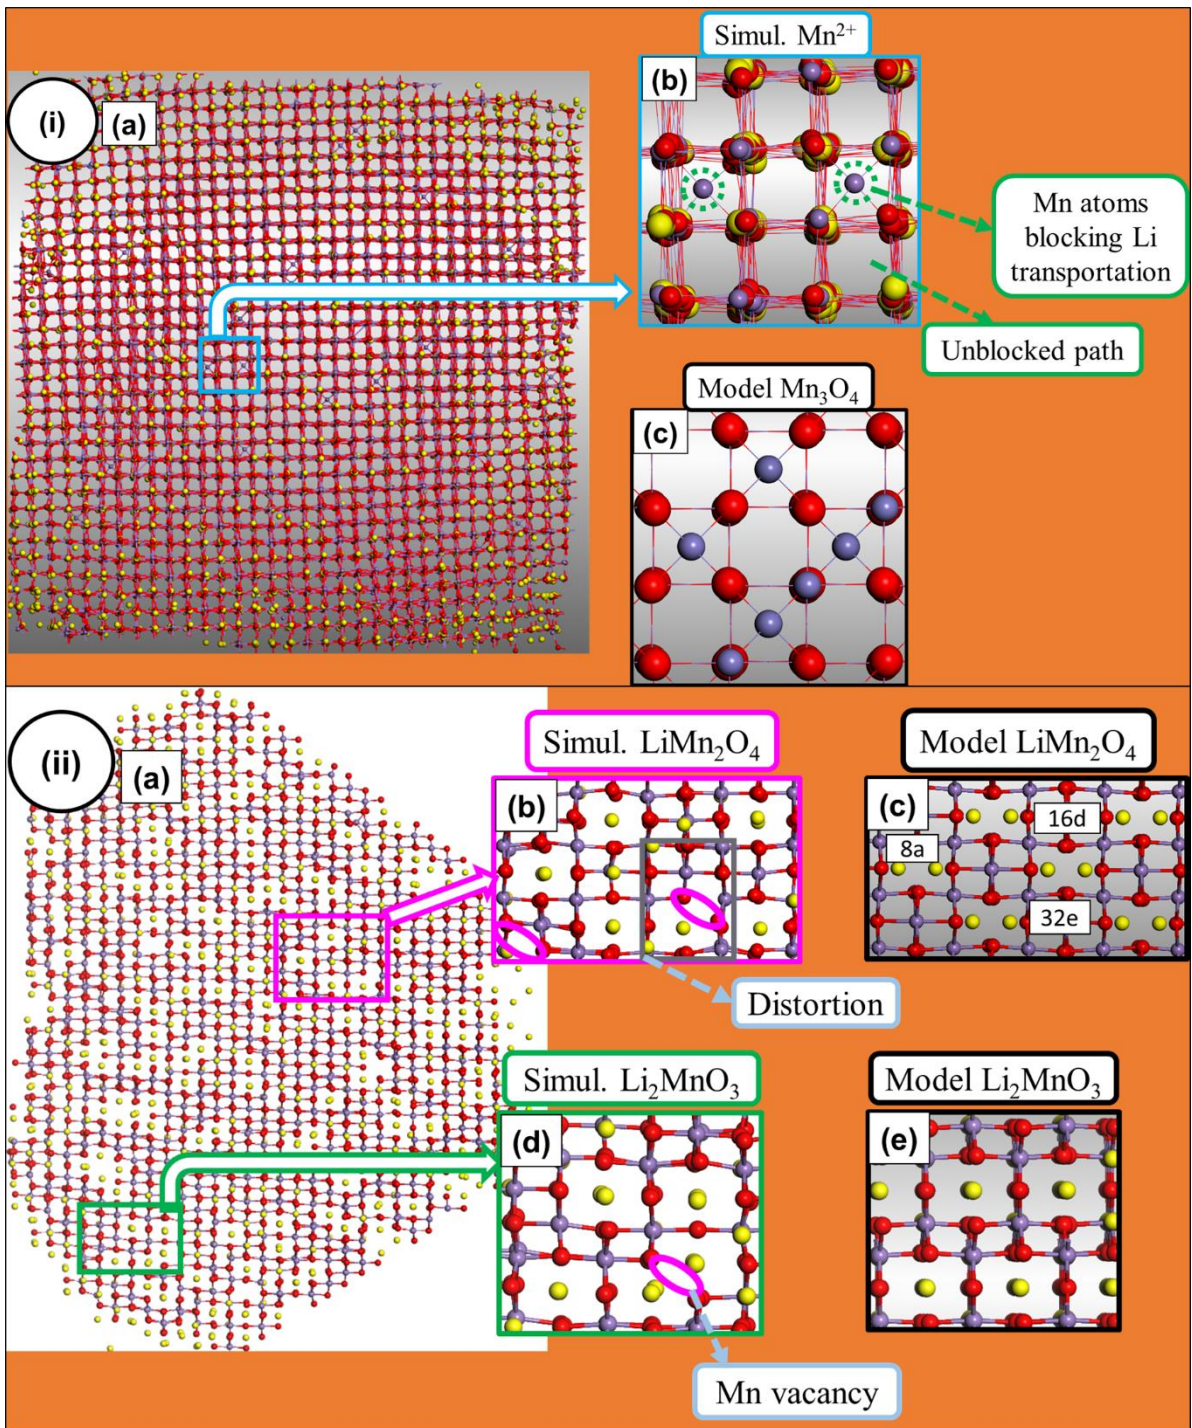 Simul. Mn²⁺
(i)
(a)
(b)
Mn atoms
blocking Li
transportation
Unblocked path
Model Mn₃O₄
(c)
(ii)
(a)
Simul. LiMn₂O₄
(b)
Distortion
Model LiMn₂O₄
(c)
16d
8a
32e
Simul. Li₂MnO₃
(d)
Mn vacancy
Model Li₂MnO₃
(e)